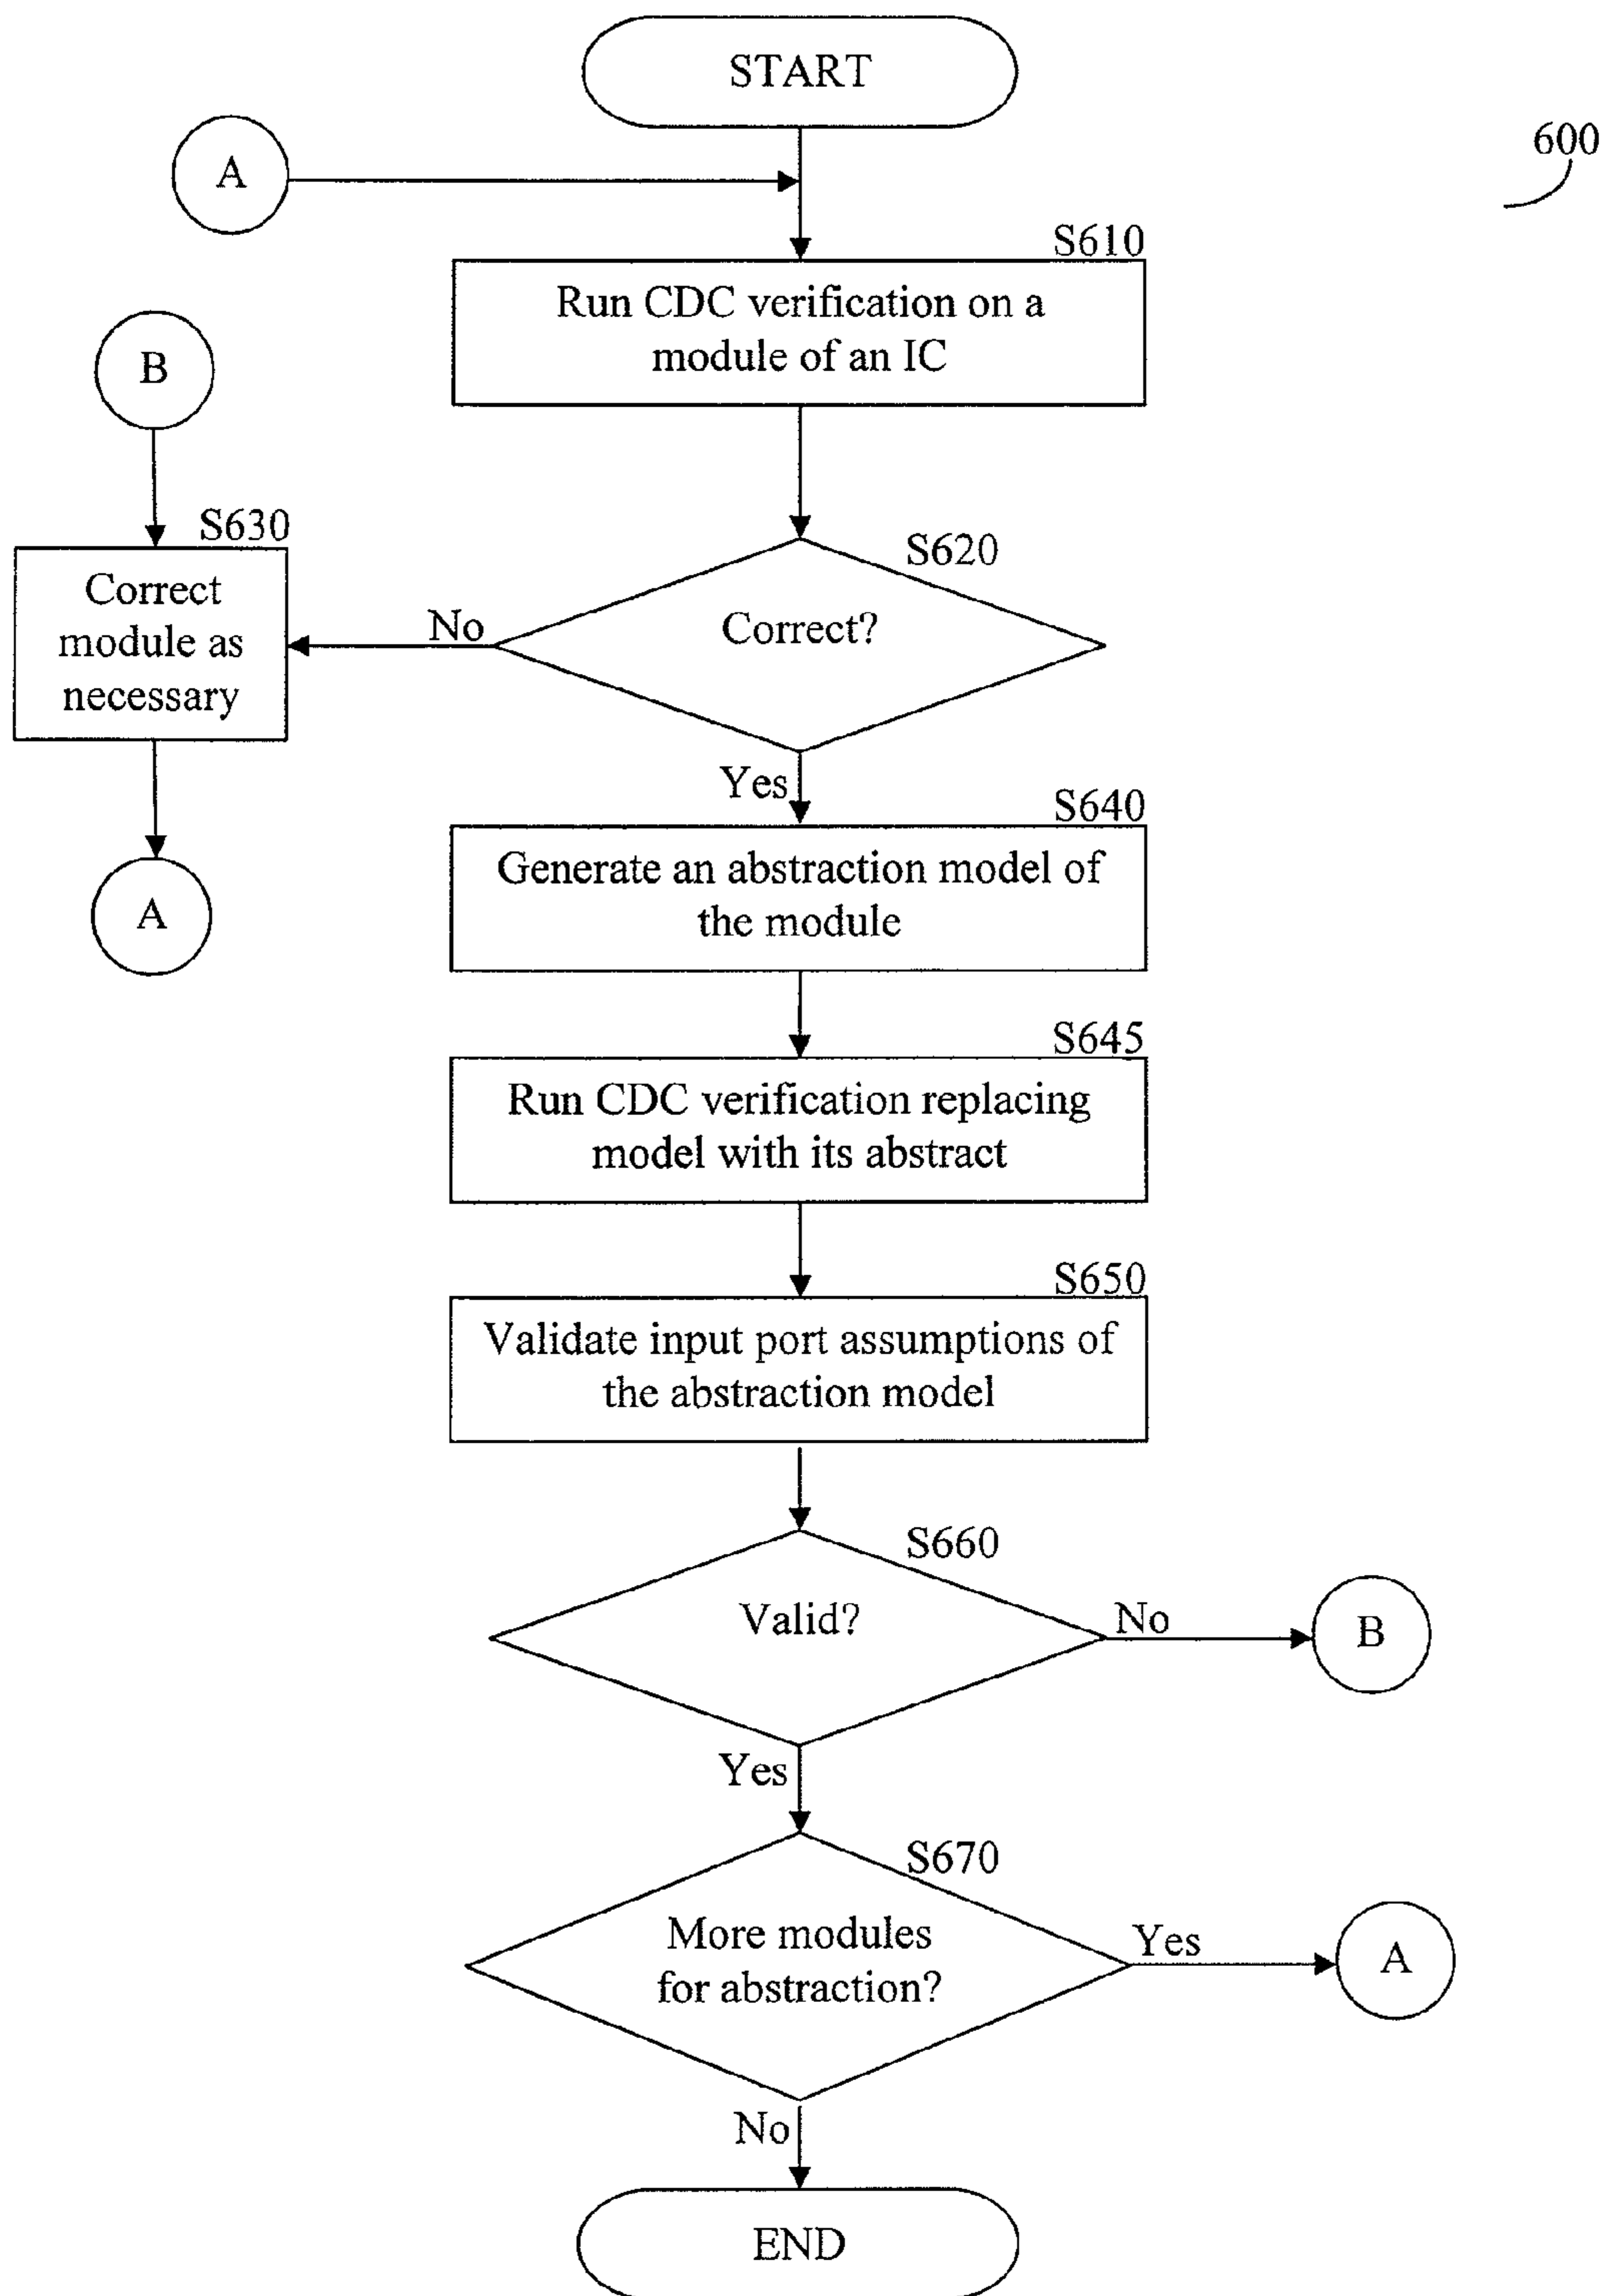 START
A
600
S610
Run CDC verification on a
module of an IC
B
S630
Correct
module as
necessary
S620
Correct?
No
Yes
A
S640
Generate an abstraction model of
the module
S645
Run CDC verification replacing
model with its abstract
S650
Validate input port assumptions of
the abstraction model
S660
Valid?
No
B
Yes
S670
More modules
for abstraction?
Yes
A
No
END